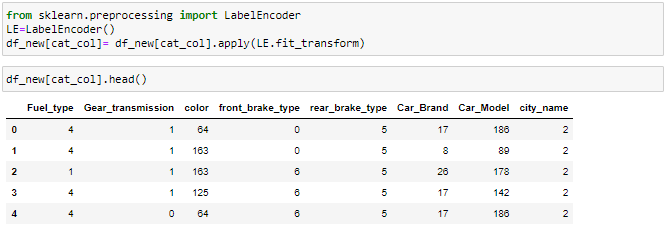 from sklearn.preprocessing import LabelEncoder
LE=LabelEncoder()
df_new[cat_col]= df_new[cat_col].apply(LE.fit_transform)
df_new[cat_col].head()
Fuel_type Gear_transmission color front_brake_type rear_brake_type Car_Brand Car_Model city_name
0 4 1 64 0 5 17 186 2
1 4 1 163 0 5 8 89 2
2 1 1 163 6 5 26 178 2
3 4 1 125 6 5 17 142 2
4 4 0 64 6 5 17 186 2